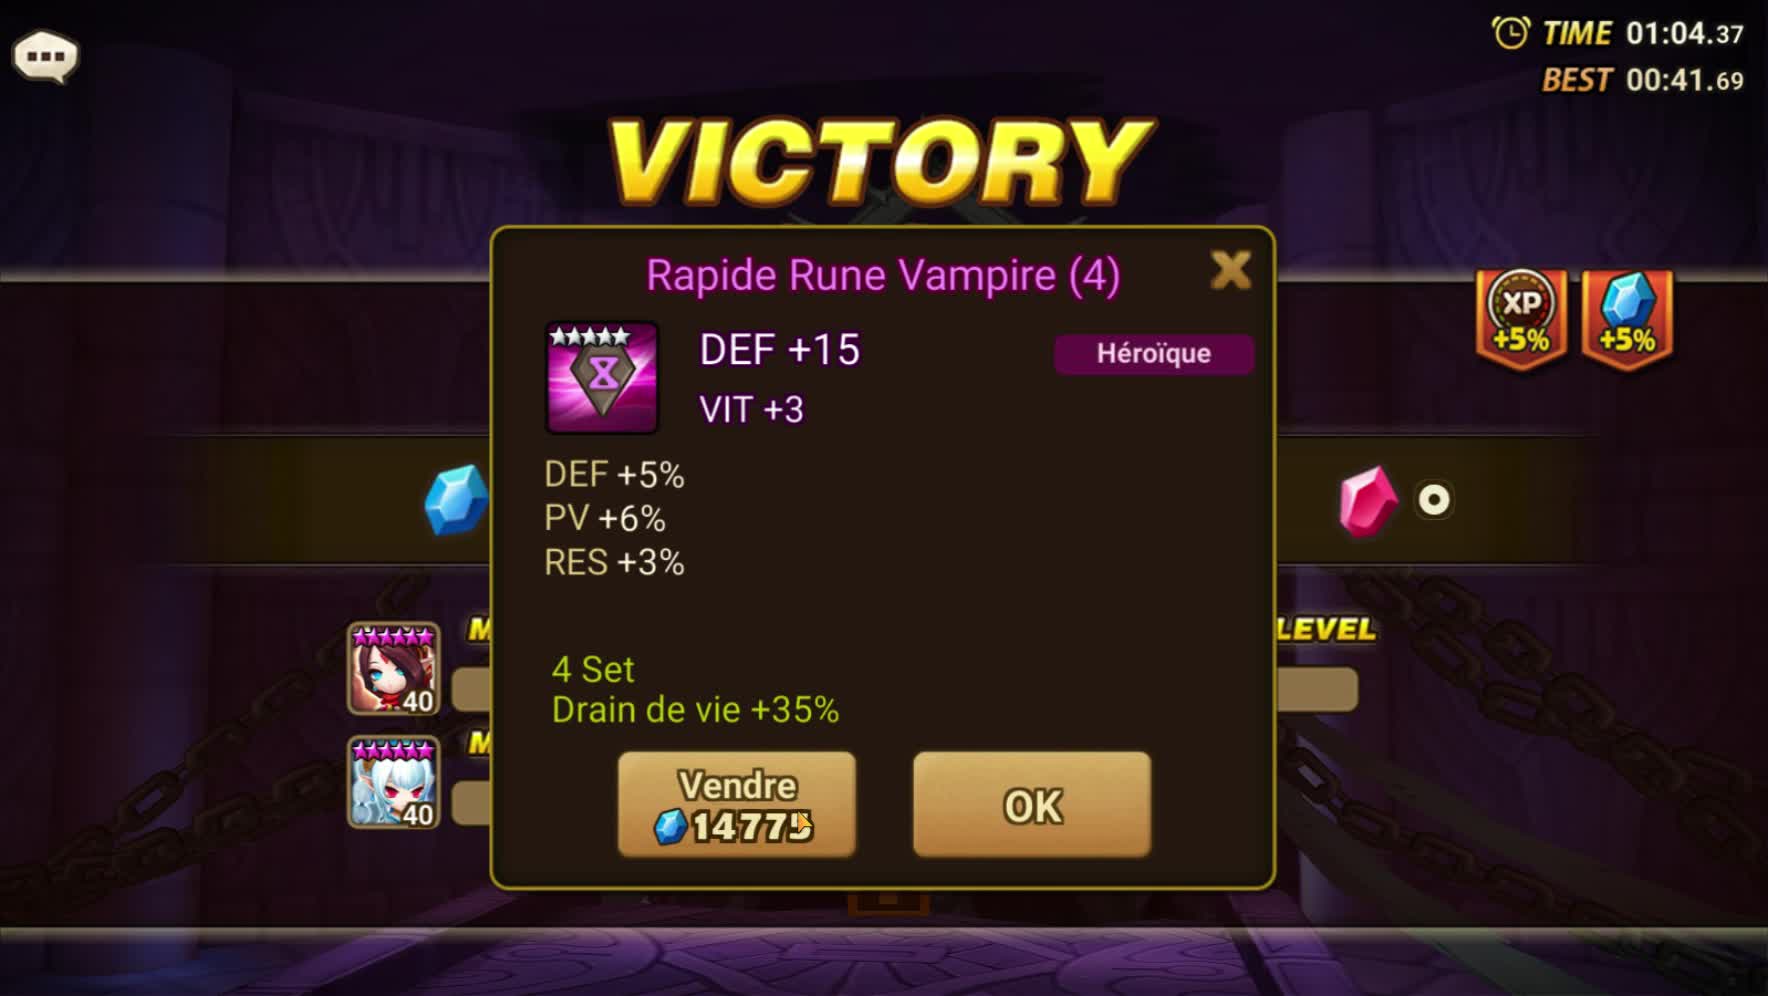 TIME 01:04.37
BEST 00:41.69
VICTORY
Rapide Rune Vampire (4)
DEF +15
Héroïque
VIT +3
XP
+5%
+5%
DEF +5%
PV +6%
RES +3%
LEVEL
40
4 Set
Drain de vie +35%
40
Vendre
14775
OK